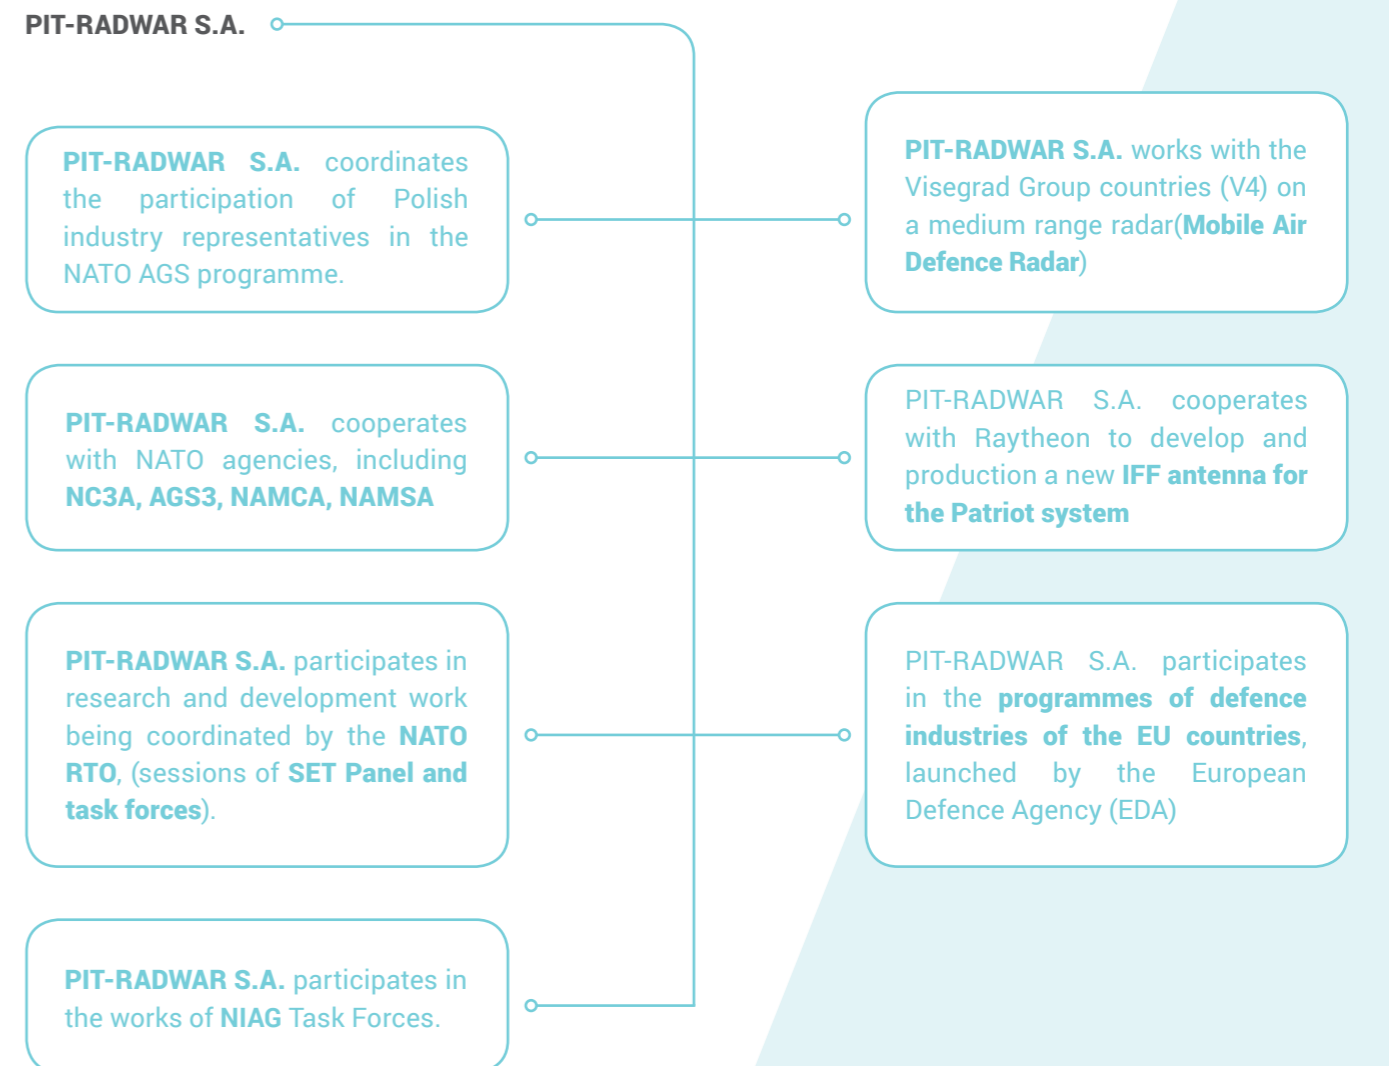 PIT-RADWAR S.A.
PIT-RADWAR S.A. coordinates
the participation of Polish
industry representatives in the
NATO AGS programme.
PIT-RADWAR S.A. works with the
Visegrad Group countries (V4) on
a medium range radar(Mobile Air
Defence Radar)
PIT-RADWAR S.A. cooperates
with NATO agencies, including
NC3A, AGS3, NAMCA, NAMSA
PIT-RADWAR S.A. cooperates
with Raytheon to develop and
production a new IFF antenna for
the Patriot system
PIT-RADWAR S.A. participates in
research and development work
being coordinated by the NATO
RTO, (sessions of SET Panel and
task forces).
PIT-RADWAR S.A. participates
in the programmes of defence
industries of the EU countries,
launched by the European
Defence Agency (EDA)
PIT-RADWAR S.A. participates in
the works of NIAG Task Forces.